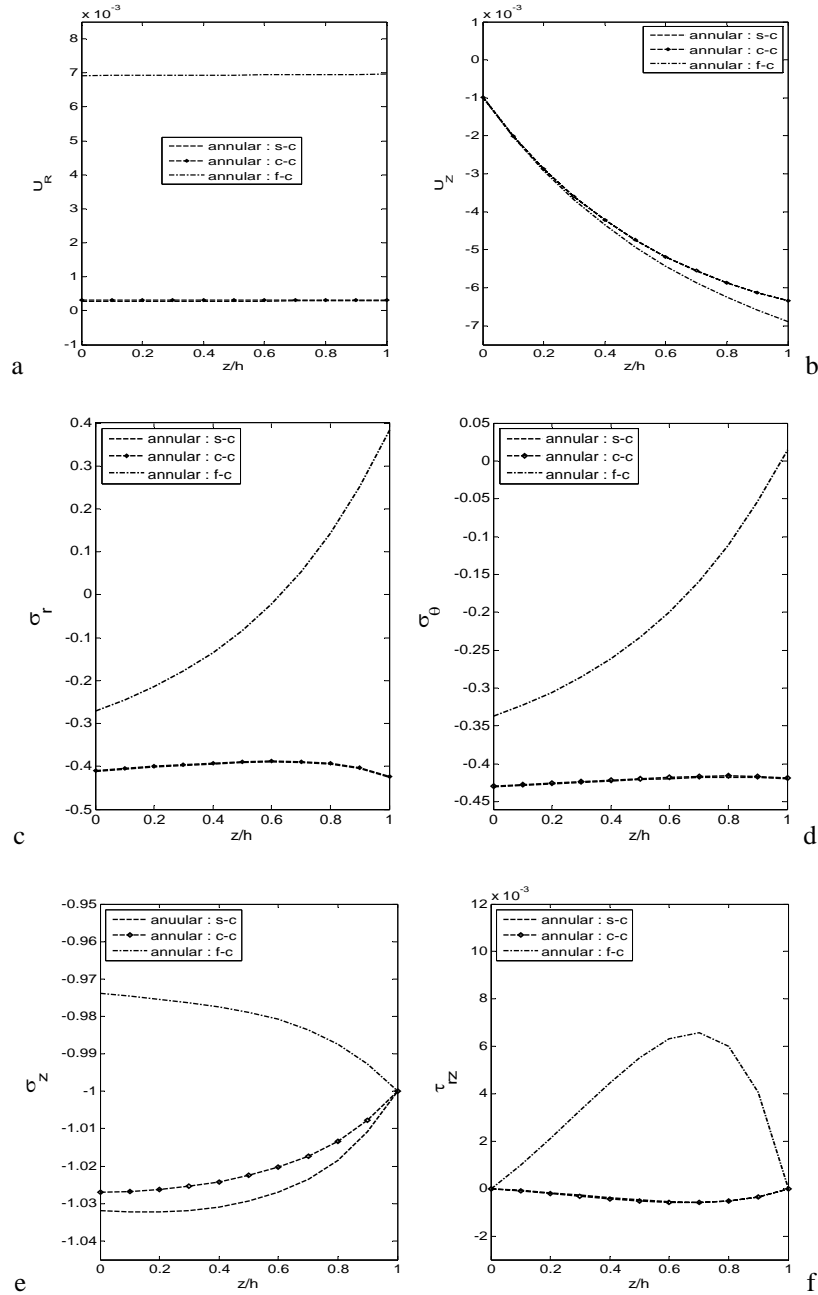 x 10⁻³
8
7
6
5
4
3
2
1
0
-1
0 0.2 0.4 0.6 0.8 1
z/h
U_R
annular : s-c
annular : c-c
annular : f-c
a
x 10⁻³
1
0
-1
-2
-3
-4
-5
-6
-7
0 0.2 0.4 0.6 0.8 1
z/h
U_Z
annular : s-c
annular : c-c
annular : f-c
b
0.4
0.3
0.2
0.1
0
-0.1
-0.2
-0.3
-0.4
-0.5
0 0.2 0.4 0.6 0.8 1
z/h
σ_r
annular : s-c
annular : c-c
annular : f-c
c
0.05
0
-0.05
-0.1
-0.15
-0.2
-0.25
-0.3
-0.35
-0.4
-0.45
0 0.2 0.4 0.6 0.8 1
z/h
σ_θ
annular : s-c
annular : c-c
annular : f-c
d
-0.95
-0.96
-0.97
-0.98
-0.99
-1
-1.01
-1.02
-1.03
-1.04
0 0.2 0.4 0.6 0.8 1
z/h
σ_z
anuular : s-c
annular : c-c
annular : f-c
e
x 10⁻³
12
10
8
6
4
2
0
-2
0 0.2 0.4 0.6 0.8 1
z/h
τ_rz
annular : s-c
annular : c-c
annular : f-c
f